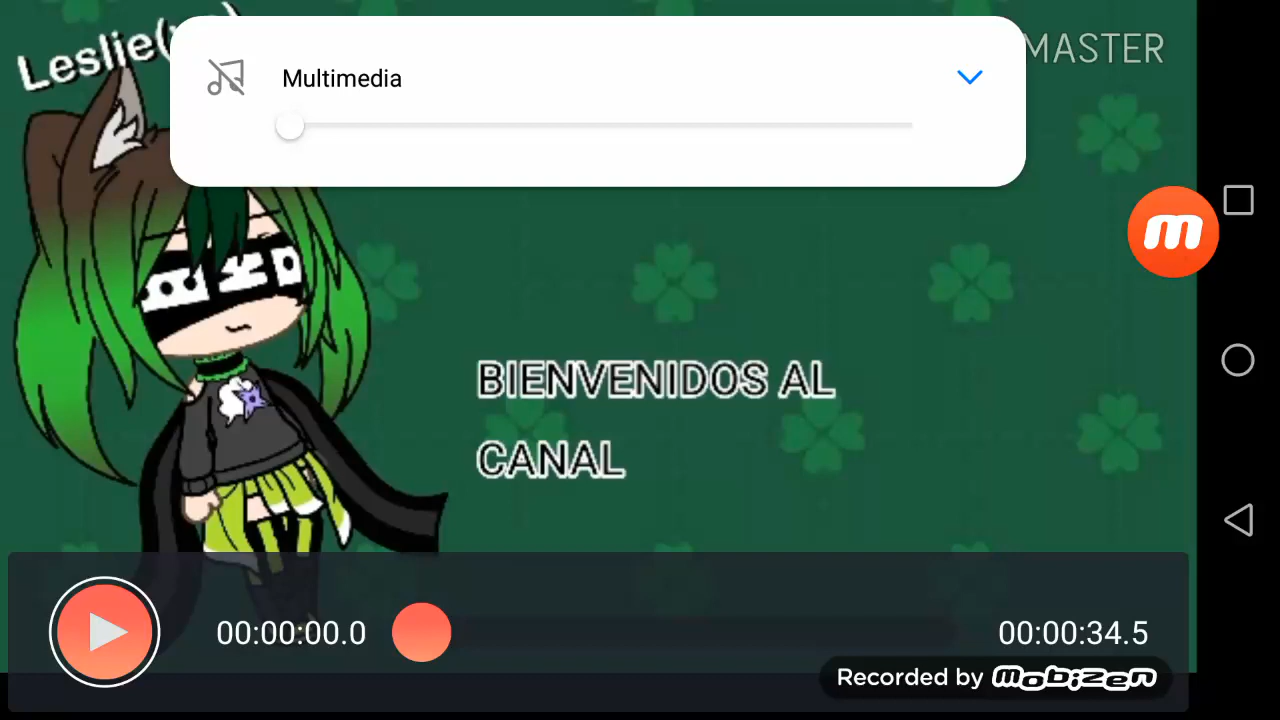 Leslie(
Multimedia
MASTER
BIENVENIDOS AL
CANAL
00:00:00.0
00:00:34.5
Recorded by mobizen